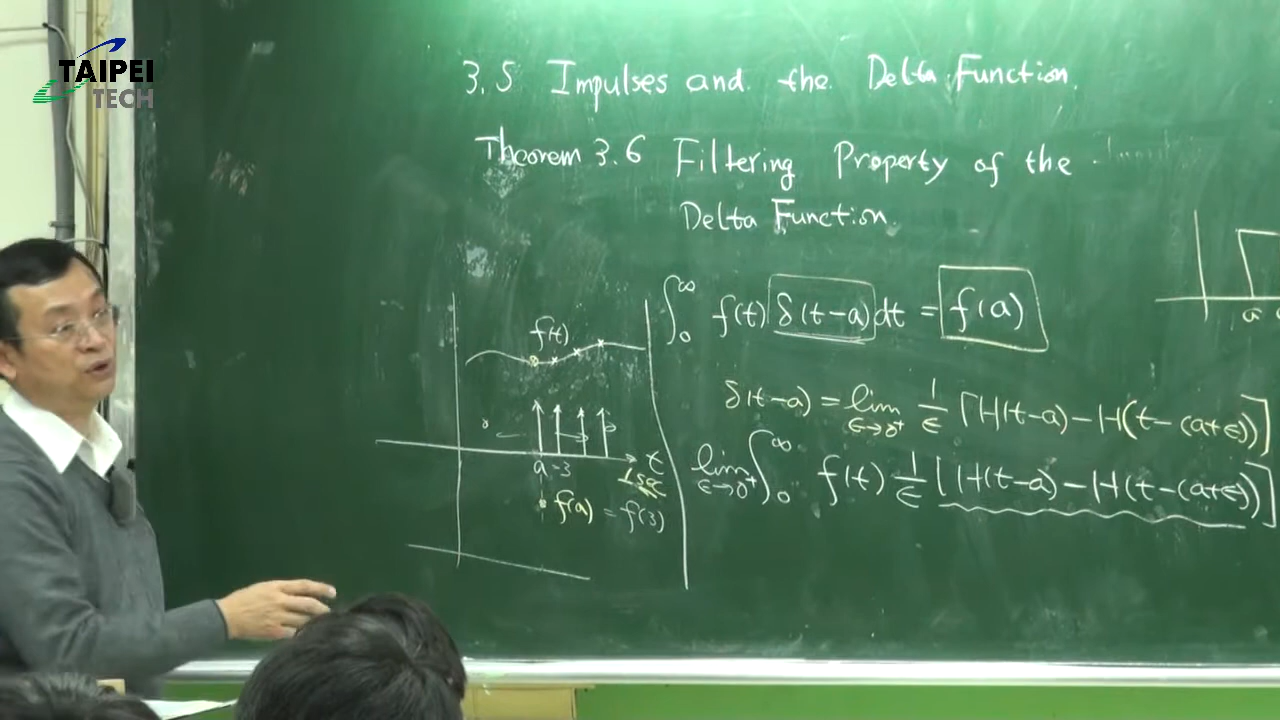 TAIPEI
TECH
3.5 Impulses and the Delta Function.
Theorem 3.6 Filtering Property of the
Delta Function.
∫₀^∞ f(t) δ(t-a) dt = f(a)
δ(t-a) = lim_{ε→0⁺} 1/ε [H(t-a) - H(t-(a+ε))]
lim_{ε→0⁺} ∫₀^∞ f(t) 1/ε [H(t-a) - H(t-(a+ε))]
f(t)
a=3
t
f(a) = f(3)
a